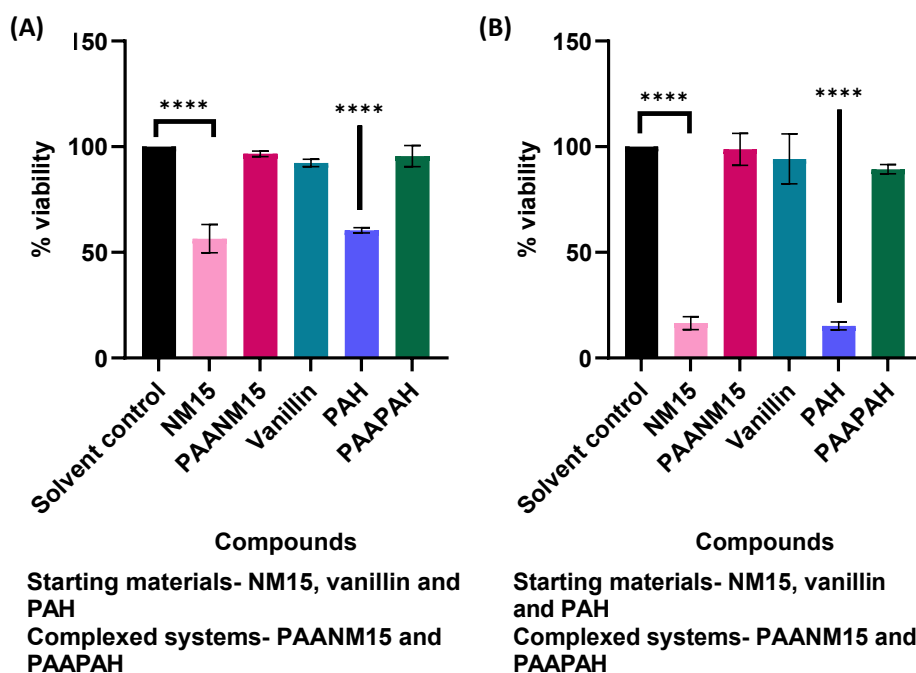 (A)
% viability
150
100
50
0
****
****
Solvent control
NM15
PAANM15
Vanillin
PAH
PAAPAH
Compounds
Starting materials- NM15, vanillin and
PAH
Complexed systems- PAANM15 and
PAAPAH
(B)
% viability
150
100
50
0
****
****
Solvent control
NM15
PAANM15
Vanillin
PAH
PAAPAH
Compounds
Starting materials- NM15, vanillin
and PAH
Complexed systems- PAANM15 and
PAAPAH